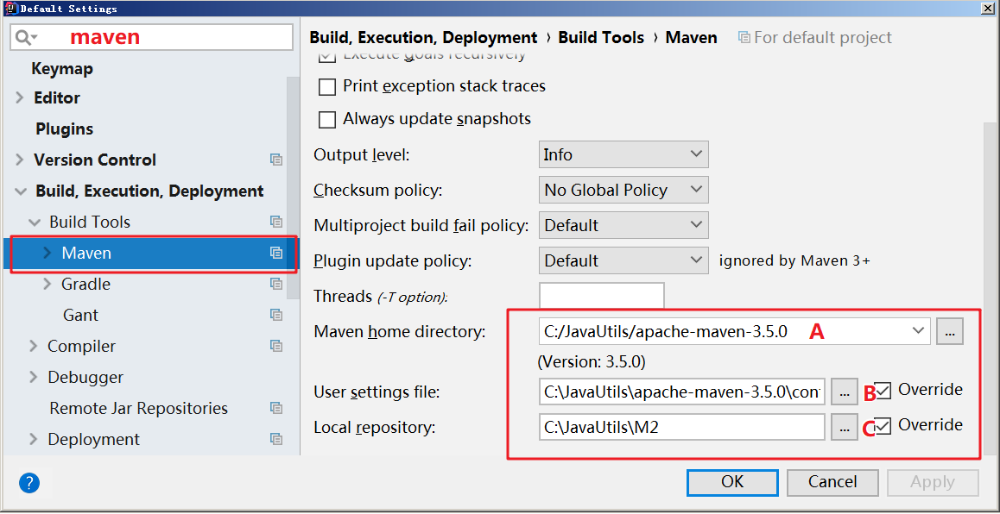 Default Settings
maven
Keymap
Editor
Plugins
Version Control
Build, Execution, Deployment
Build Tools
Maven
Gradle
Gant
Compiler
Debugger
Remote Jar Repositories
Deployment
Build, Execution, Deployment › Build Tools › Maven For default project
Execute goals recursively
Print exception stack traces
Always update snapshots
Output level: Info
Checksum policy: No Global Policy
Multiproject build fail policy: Default
Plugin update policy: Default ignored by Maven 3+
Threads (-T option):
Maven home directory: C:/JavaUtils/apache-maven-3.5.0 A ...
(Version: 3.5.0)
User settings file: C:\JavaUtils\apache-maven-3.5.0\con ... B Override
Local repository: C:\JavaUtils\M2 ... C Override
? OK Cancel Apply